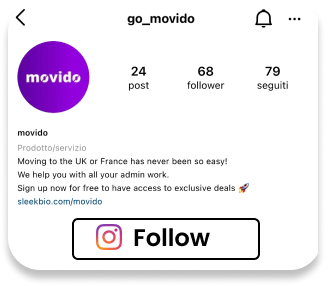 go_movido
movido
24 68 79
post follower seguiti
movido
Prodotto/servizio
Moving to the UK or France has never been so easy!
We help you with all your admin work.
Sign up now for free to have access to exclusive deals 🚀
sleekbio.com/movido
Follow